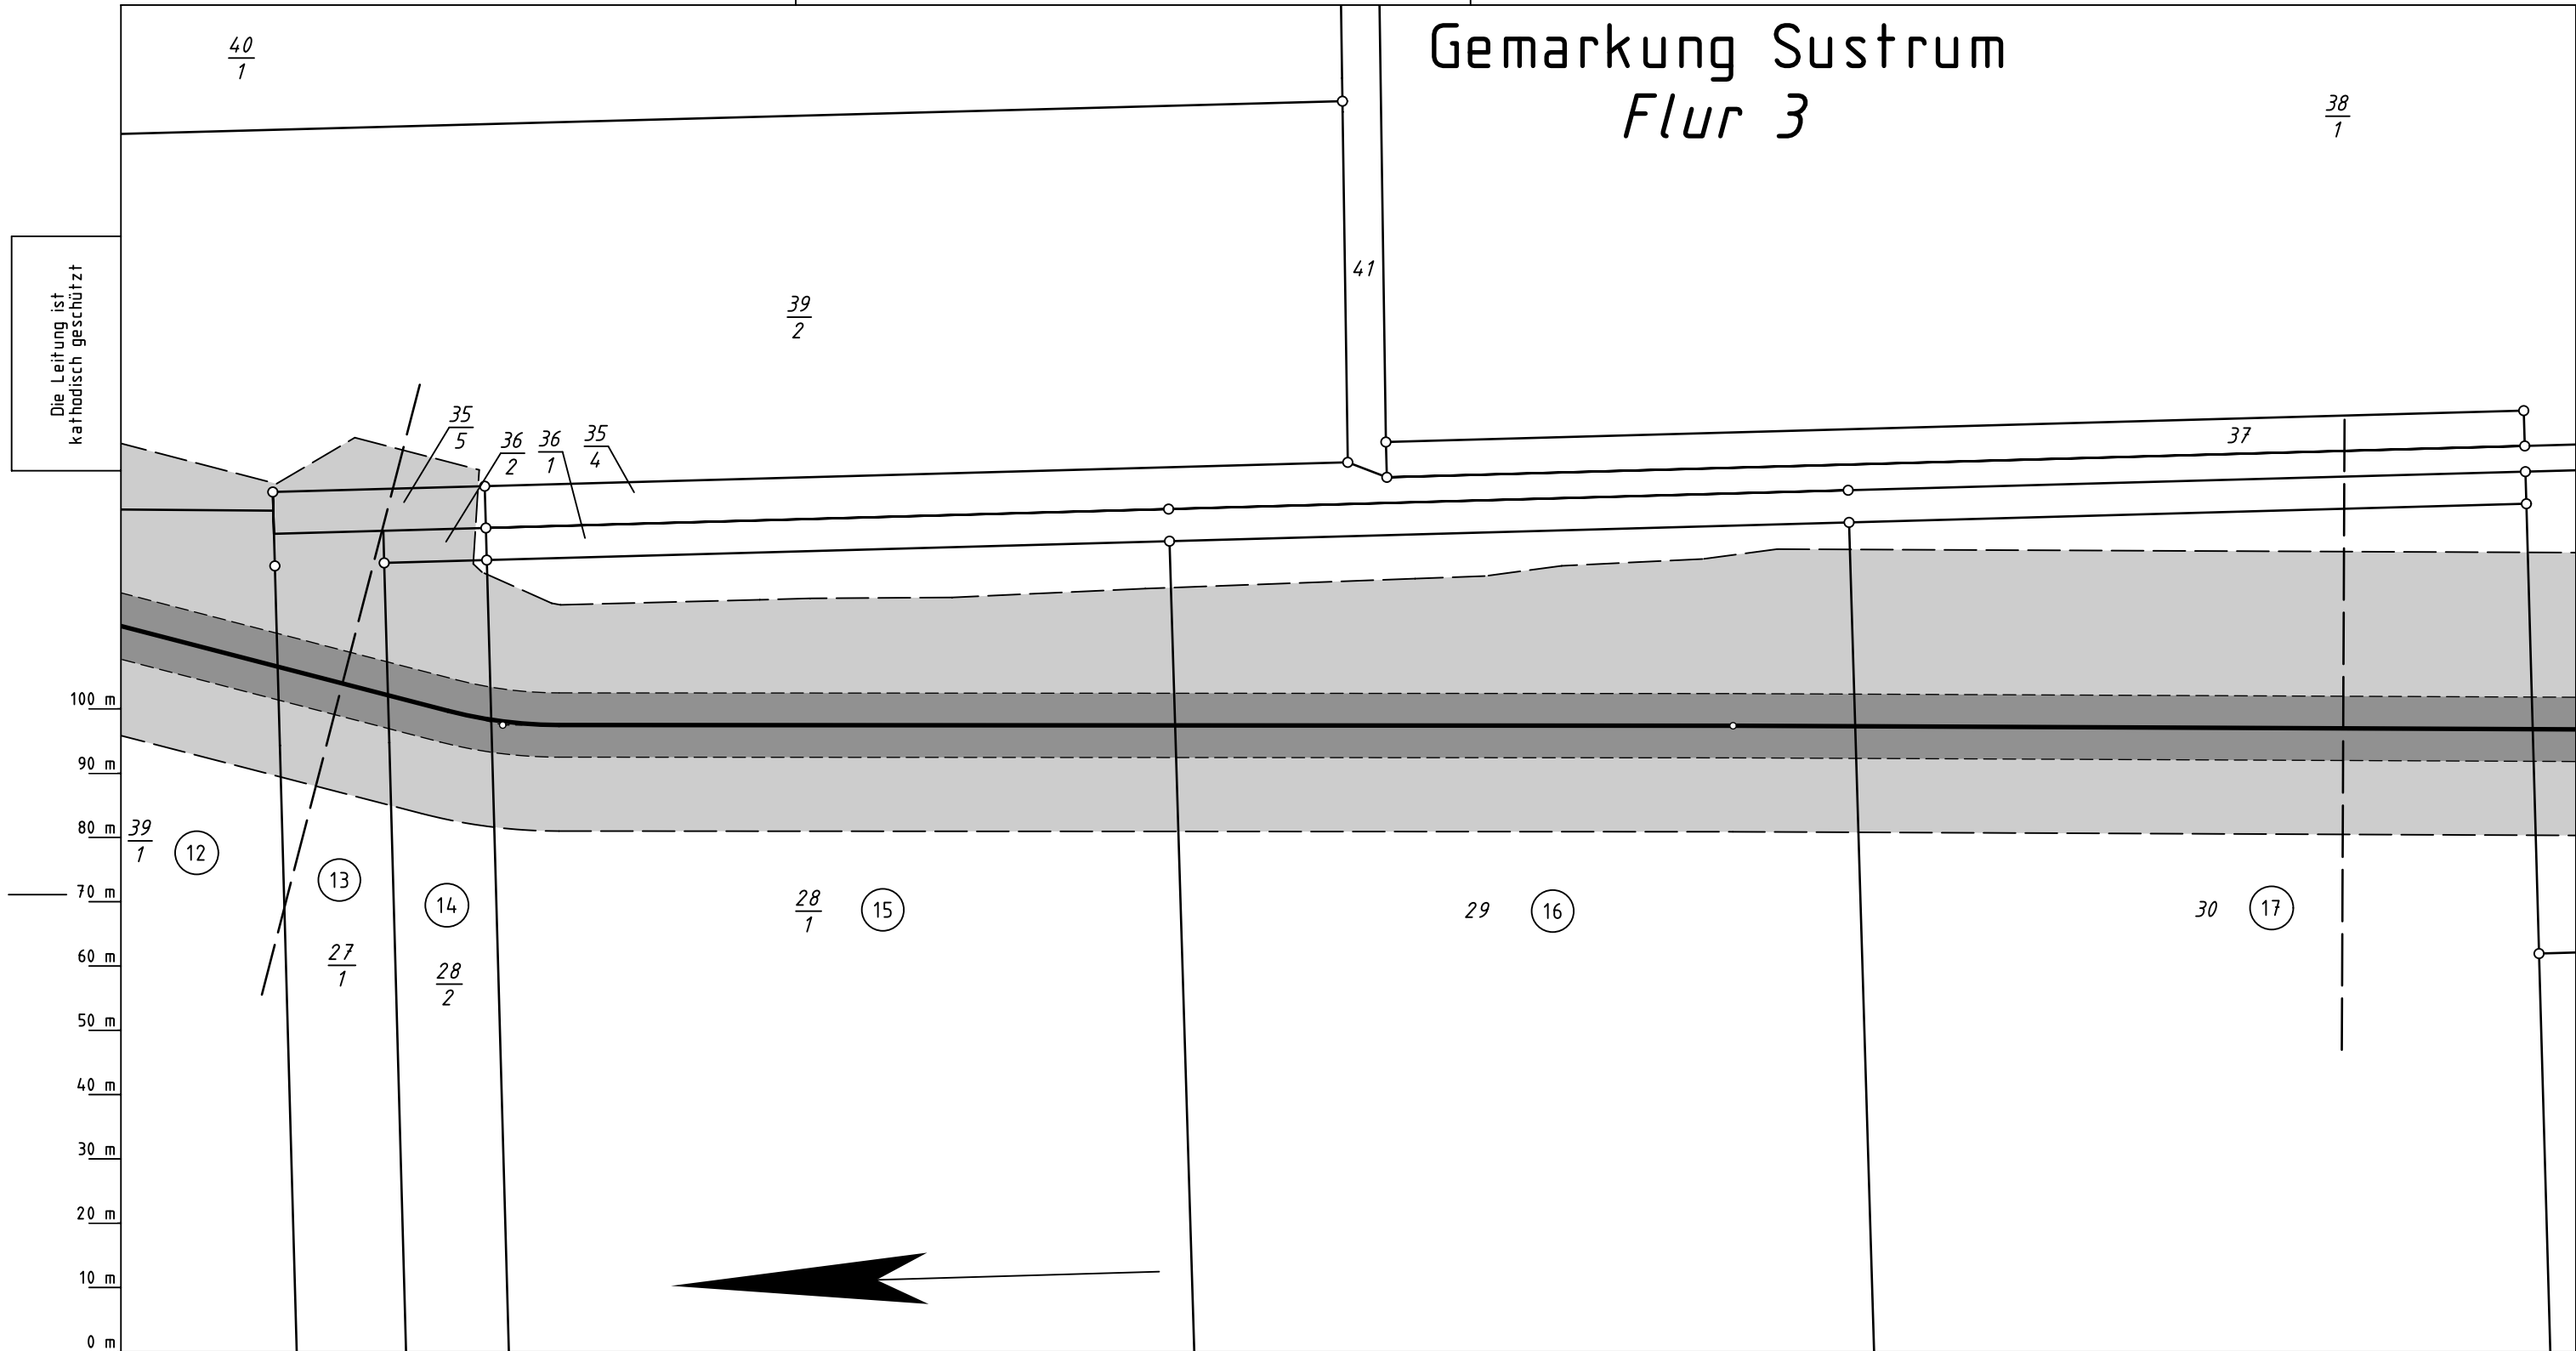 Gemarkung Sustrum
Flur 3
40
1
38
1
41
39
2
Die Leitung ist
kathodisch geschützt
35
5
36
2
36
1
35
4
37
100 m
90 m
80 m
70 m
60 m
50 m
40 m
30 m
20 m
10 m
0 m
39
1
12
13
27
1
14
28
2
28
1
15
29
16
30
17